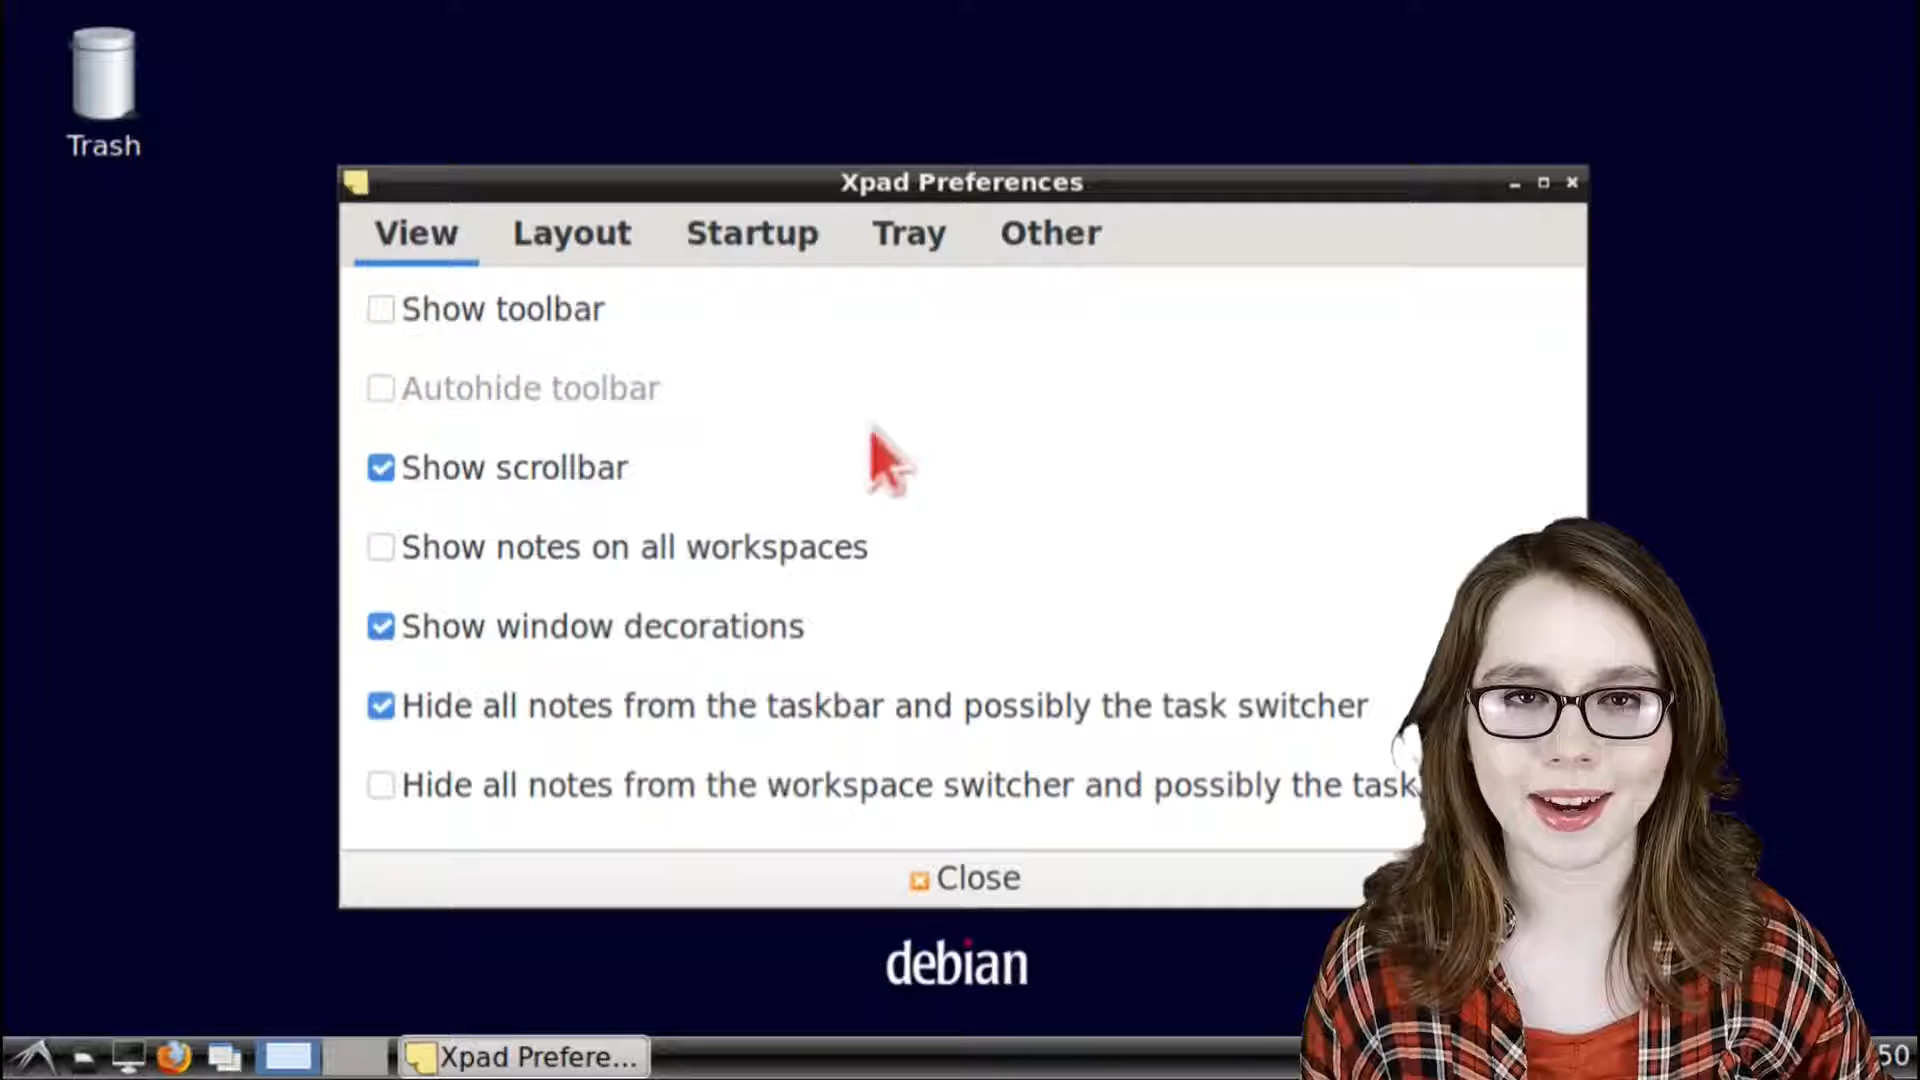 Trash
Xpad Preferences
View Layout Startup Tray Other
Show toolbar
Autohide toolbar
Show scrollbar
Show notes on all workspaces
Show window decorations
Hide all notes from the taskbar and possibly the task switcher
Hide all notes from the workspace switcher and possibly the task
Close
debian
Xpad Prefere...
50